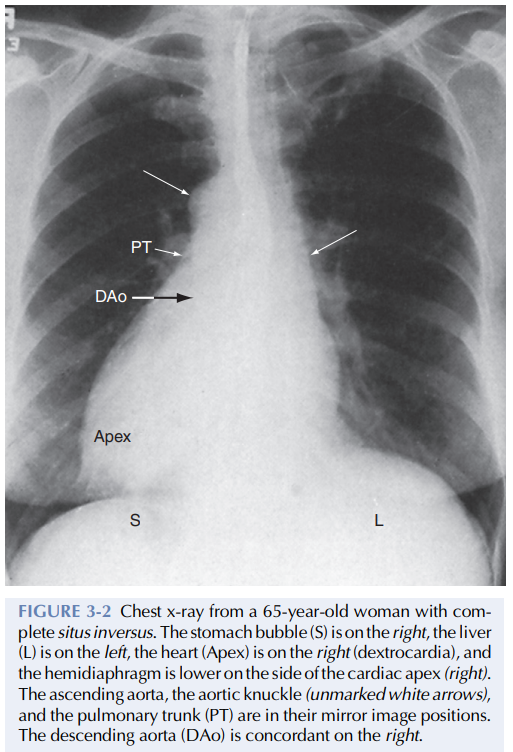 PT
DAo
Apex
S
L
FIGURE 3-2 Chest x-ray from a 65-year-old woman with com-
plete situs inversus. The stomach bubble (S) is on the right, the liver
(L) is on the left, the heart (Apex) is on the right (dextrocardia), and
the hemidiaphragm is lower on the side of the cardiac apex (right).
The ascending aorta, the aortic knuckle (unmarked white arrows),
and the pulmonary trunk (PT) are in their mirror image positions.
The descending aorta (DAo) is concordant on the right.